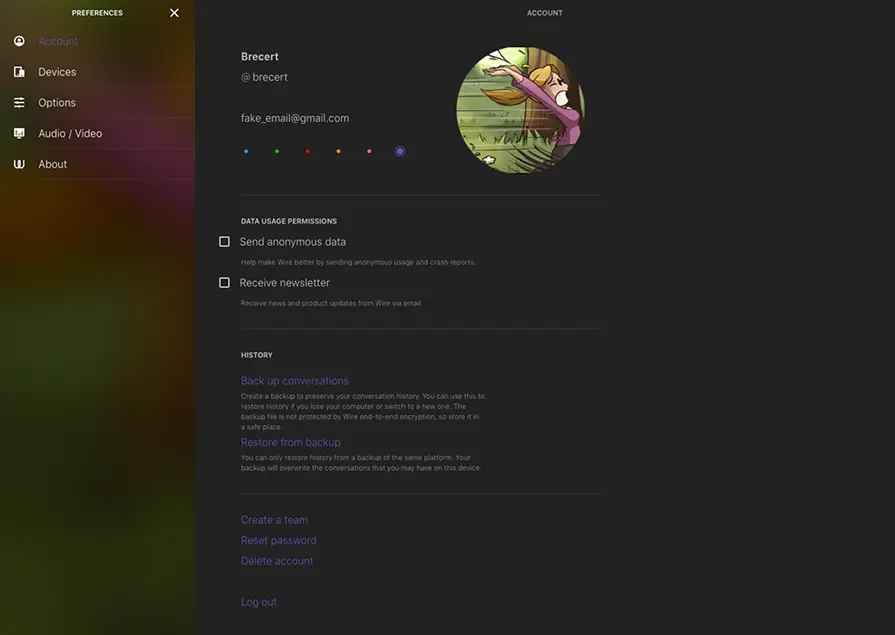 PREFERENCES
Account
Devices
Options
Audio / Video
About
ACCOUNT
Brecert
@ brecert
fake_email@gmail.com
DATA USAGE PERMISSIONS
Send anonymous data
Help make Wire better by sending anonymous usage and crash reports.
Receive newsletter
Receive news and product updates from Wire via email.
HISTORY
Back up conversations
Create a backup to preserve your conversation history. You can use this to
restore history if you lose your computer or switch to a new one. The
backup file is not protected by Wire end-to-end encryption, so store it in
a safe place.
Restore from backup
You can only restore history from a backup of the same platform. Your
backup will overwrite the conversations that you may have on this device.
Create a team
Reset password
Delete account
Log out